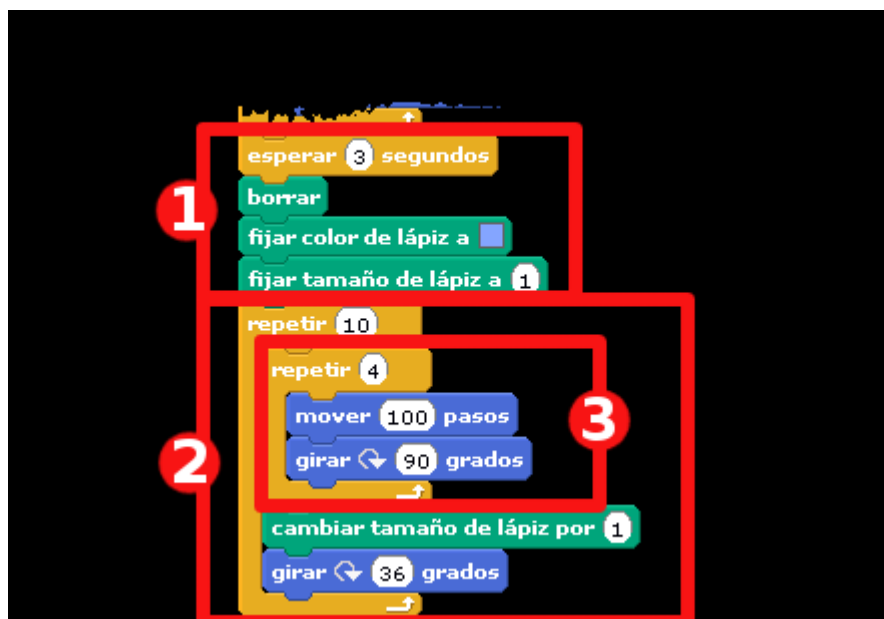 esperar 3 segundos
1
borrar
fijar color de lápiz a
fijar tamaño de lápiz a 1
repetir 10
repetir 4
mover 100 pasos
3
girar 90 grados
2
cambiar tamaño de lápiz por 1
girar 36 grados